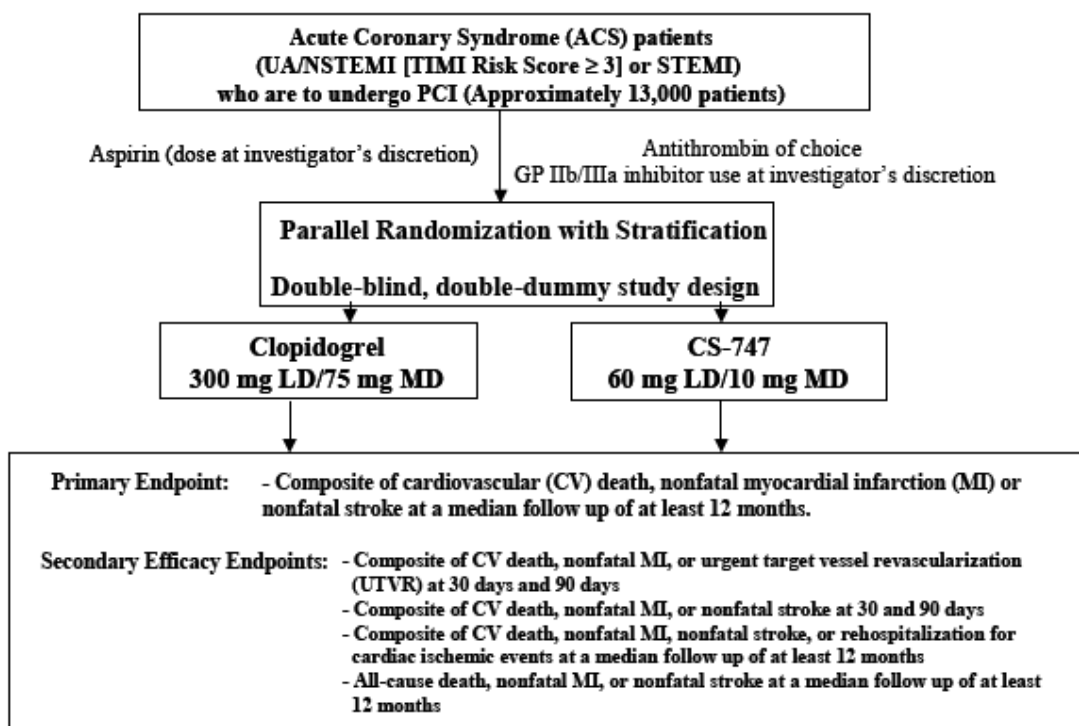 Acute Coronary Syndrome (ACS) patients
(UA/NSTEMI [TIMI Risk Score ≥ 3] or STEMI)
who are to undergo PCI (Approximately 13,000 patients)
Aspirin (dose at investigator’s discretion)
Antithrombin of choice
GP IIb/IIIa inhibitor use at investigator’s discretion
Parallel Randomization with Stratification
Double-blind, double-dummy study design
Clopidogrel
300 mg LD/75 mg MD
CS-747
60 mg LD/10 mg MD
Primary Endpoint: - Composite of cardiovascular (CV) death, nonfatal myocardial infarction (MI) or
nonfatal stroke at a median follow up of at least 12 months.
Secondary Efficacy Endpoints: - Composite of CV death, nonfatal MI, or urgent target vessel revascularization
(UTVR) at 30 days and 90 days
- Composite of CV death, nonfatal MI, or nonfatal stroke at 30 and 90 days
- Composite of CV death, nonfatal MI, nonfatal stroke, or rehospitalization for
cardiac ischemic events at a median follow up of at least 12 months
- All-cause death, nonfatal MI, or nonfatal stroke at a median follow up of at least
12 months